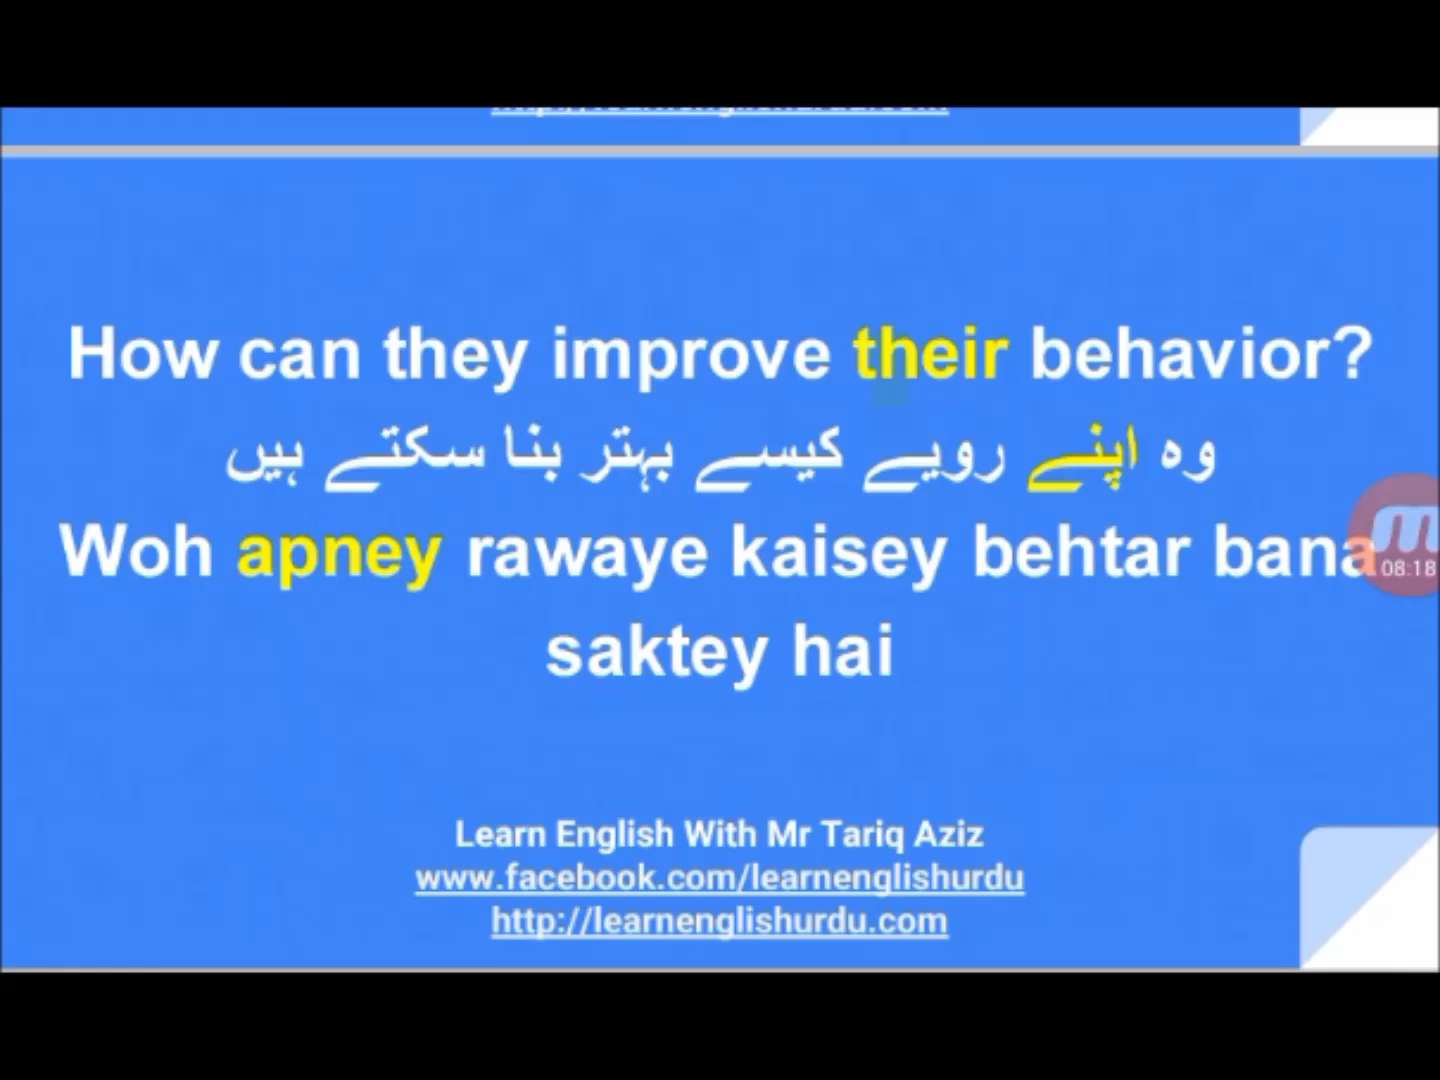 How can they improve their behavior?
وہ اپنے رویے کیسے بہتر بنا سکتے ہیں
Woh apney rawaye kaisey behtar bana
saktey hai
08:18
Learn English With Mr Tariq Aziz
www.facebook.com/learnenglishurdu
http://learnenglishurdu.com